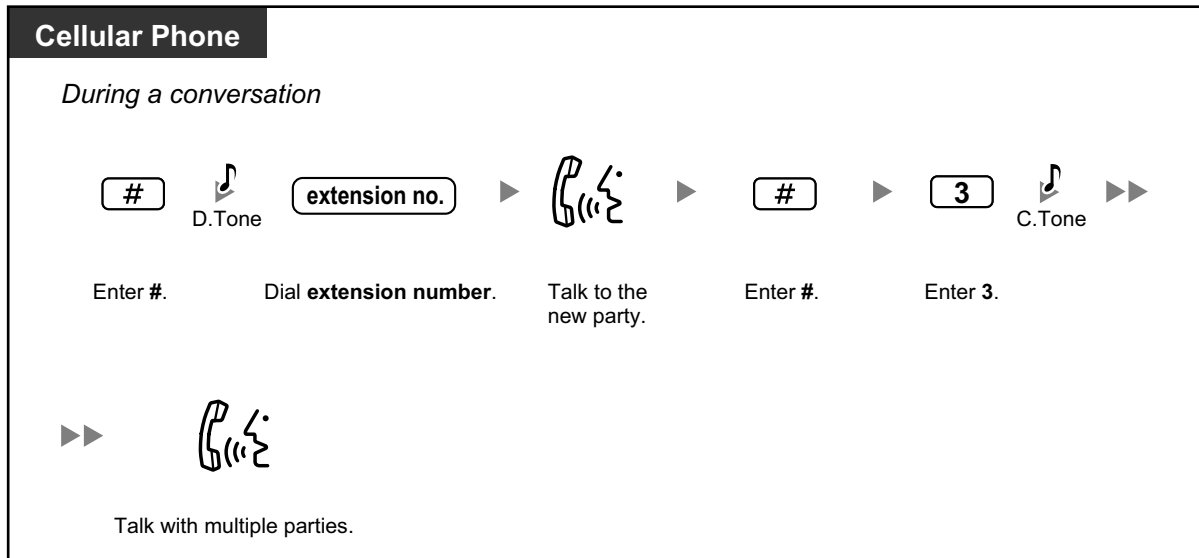 Cellular Phone
During a conversation
# D.Tone extension no. # 3 C.Tone
Enter #. Dial extension number. Talk to the new party. Enter #. Enter 3.
Talk with multiple parties.